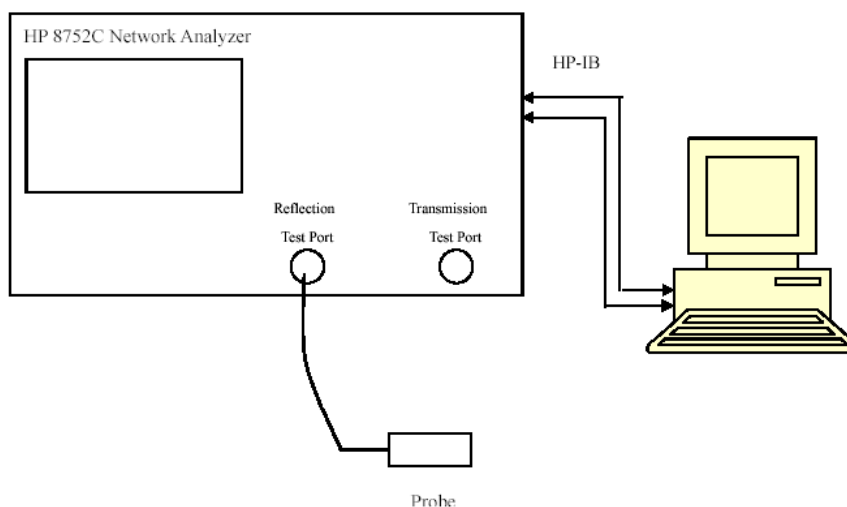 HP 8752C Network Analyzer
HP-IB
Reflection
Test Port
Transmission
Test Port
Probe